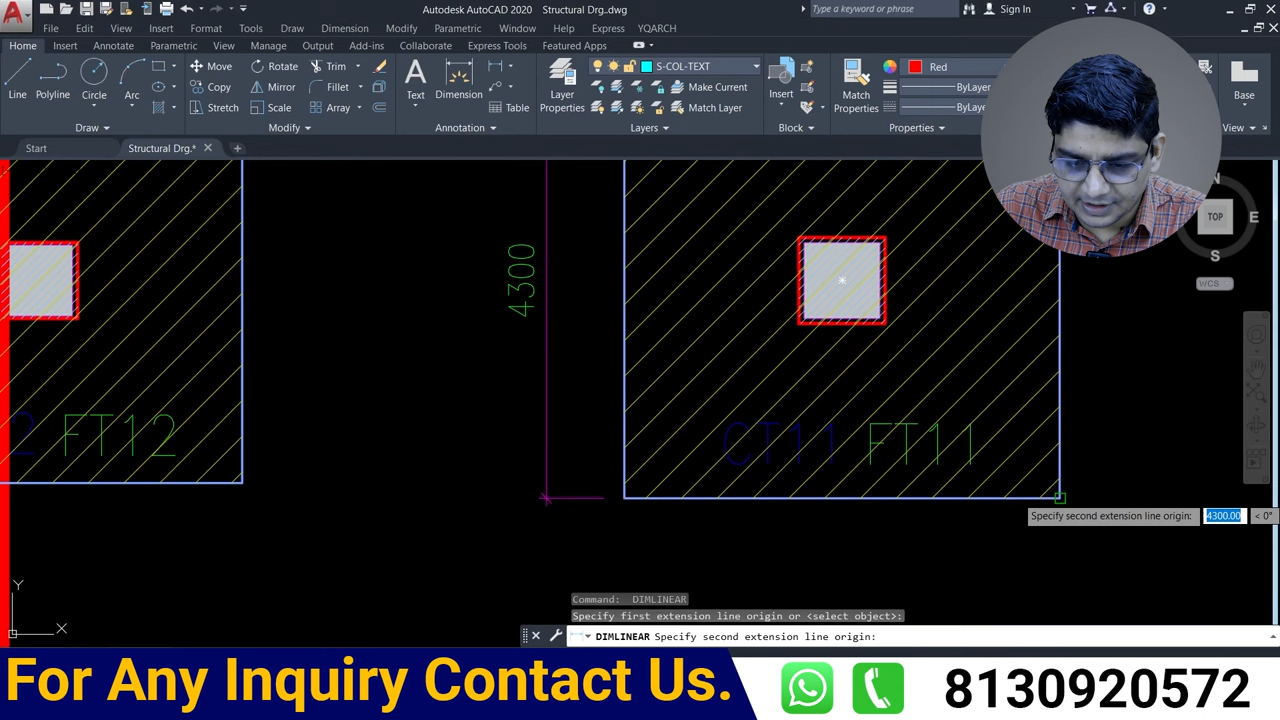 Autodesk AutoCAD 2020 Structural Drg..dwg
Type a keyword or phrase
Sign In
File Edit View Insert Format Tools Draw Dimension Modify Parametric Window Help Express YQARCH
Home Insert Annotate Parametric View Manage Output Add-ins Collaborate Express Tools Featured Apps
Line Polyline Circle Arc
Move Rotate Trim
Copy Mirror Fillet
Stretch Scale Array
Text Dimension Table
Layer Properties
S-COL-TEXT
Make Current
Match Layer
Insert
Match Properties
Red
ByLayer
ByLaye
Base
Draw Modify Annotation Layers Block Properties View
Start Structural Drg.*
TOP
E
S
WCS
4300
2 FT12
CT11 FT11
Specify second extension line origin: 4300.00 < 0°
Y
X
Command: DIMLINEAR
Specify first extension line origin or <select object>:
DIMLINEAR Specify second extension line origin:
For Any Inquiry Contact Us. 8130920572